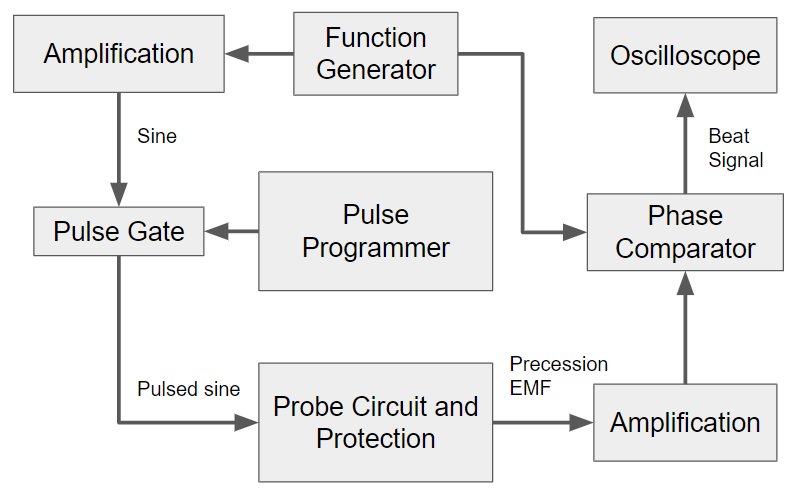 Amplification
Function
Generator
Oscilloscope
Sine
Beat
Signal
Pulse Gate
Pulse
Programmer
Phase
Comparator
Pulsed sine
Probe Circuit and
Protection
Precession
EMF
Amplification